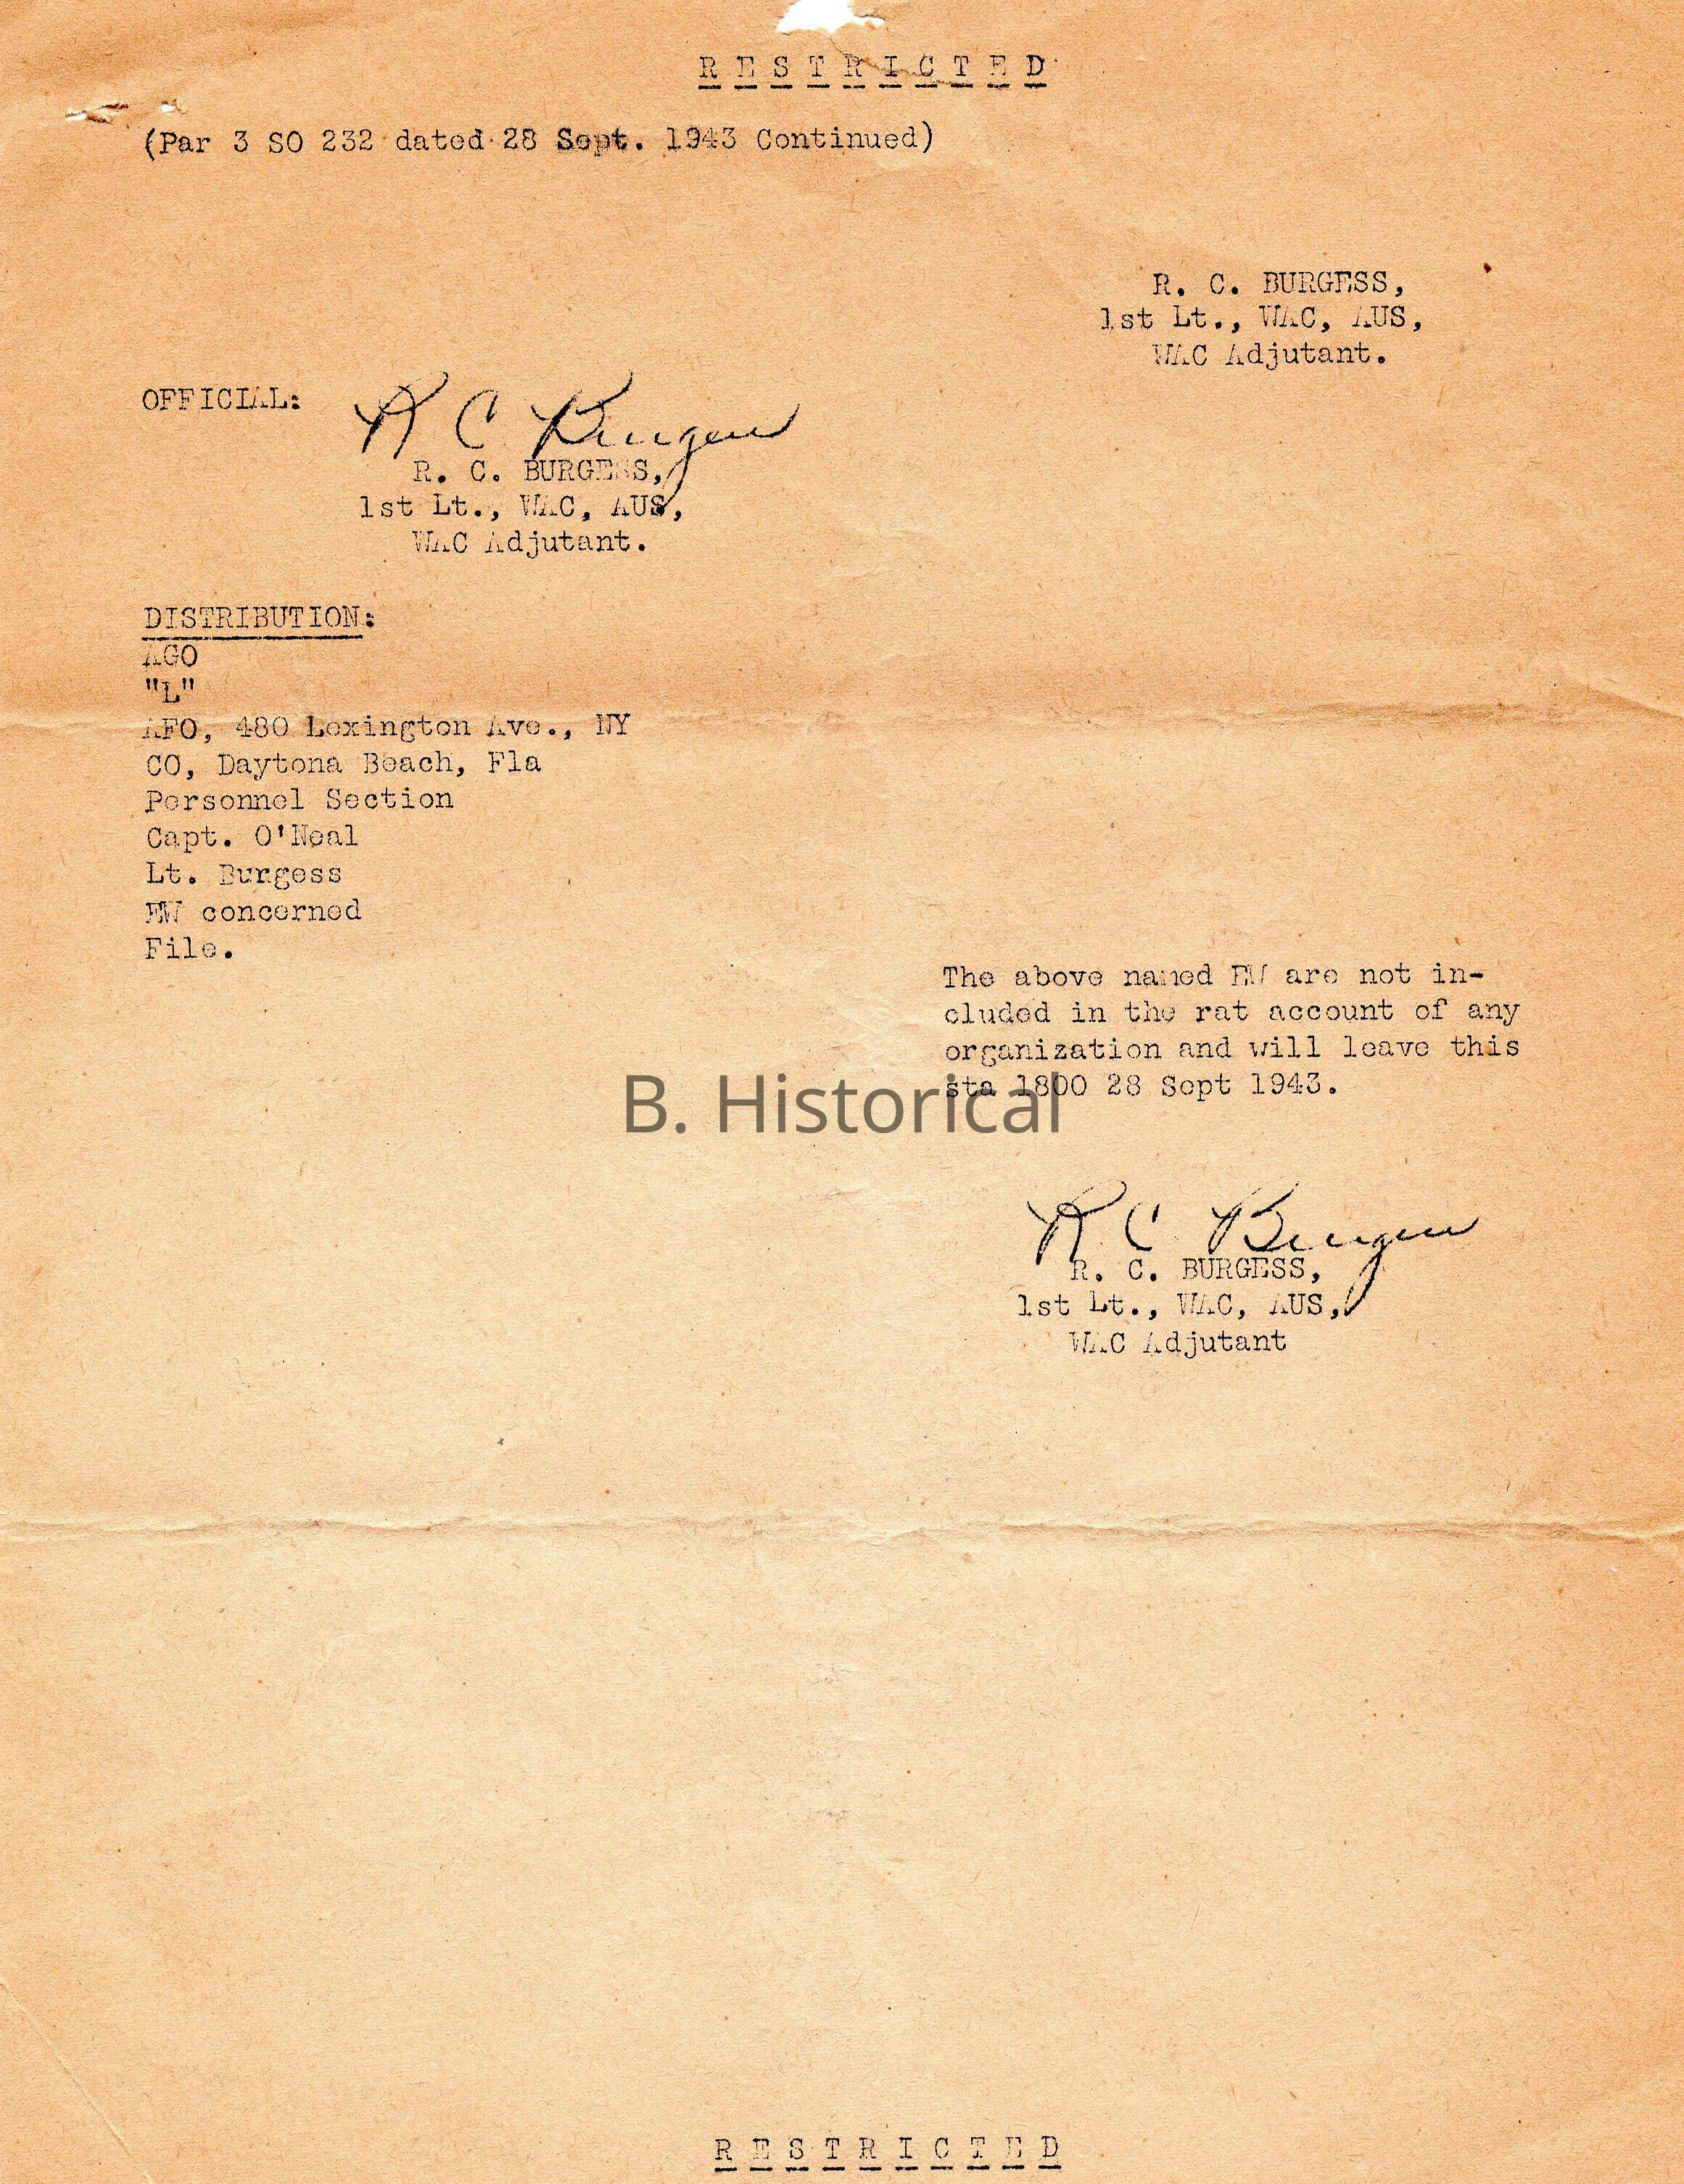 R E S T R I C T E D
(Par 3 SO 232 dated 28 Sept. 1943 Continued)
R. C. BURGESS,
1st Lt., WAC, AUS,
WAC Adjutant.
OFFICIAL:
R C Burgess
R. C. BURGESS,
1st Lt., WAC, AUS,
WAC Adjutant.
DISTRIBUTION:
AGO
"L"
AFO, 480 Lexington Ave., NY
CO, Daytona Beach, Fla
Personnel Section
Capt. O'Neal
Lt. Burgess
EW concerned
File.
The above named EW are not in-
cluded in the rat account of any
organization and will leave this
sta 1800 28 Sept 1943.
B. Historical
R C Burgess
R. C. BURGESS,
1st Lt., WAC, AUS,
WAC Adjutant
R E S T R I C T E D